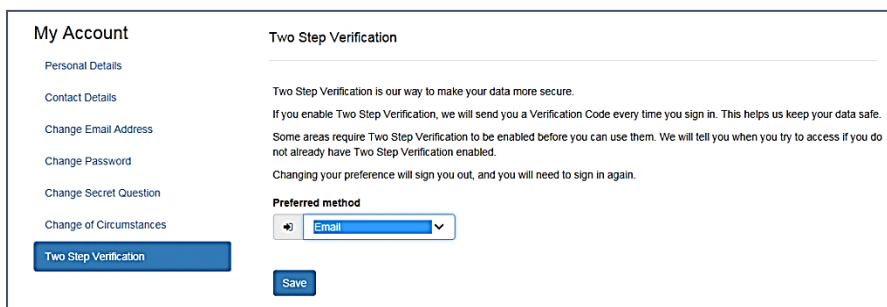 My Account
Personal Details
Contact Details
Change Email Address
Change Password
Change Secret Question
Change of Circumstances
Two Step Verification
Two Step Verification
Two Step Verification is our way to make your data more secure.
If you enable Two Step Verification, we will send you a Verification Code every time you sign in. This helps us keep your data safe.
Some areas require Two Step Verification to be enabled before you can use them. We will tell you when you try to access if you do
not already have Two Step Verification enabled.
Changing your preference will sign you out, and you will need to sign in again.
Preferred method
Email
Save